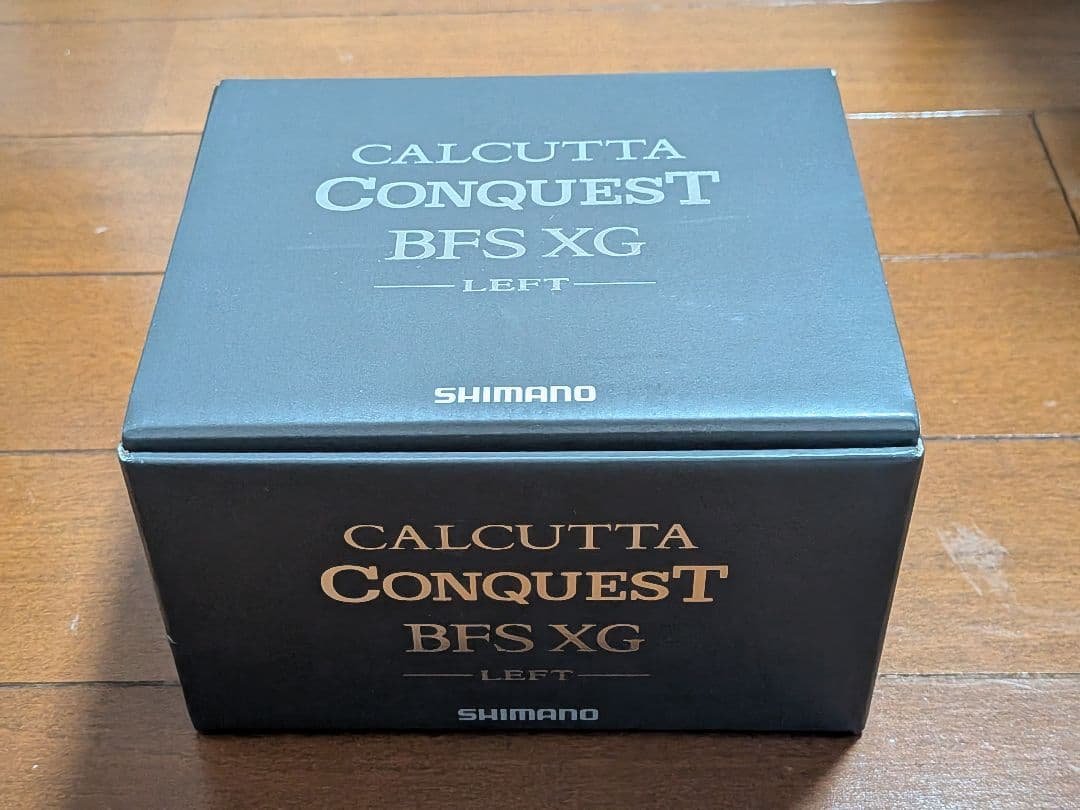 CALCUTTA
CONQUEST
BFS XG
LEFT
SHIMANO
CALCUTTA
CONQUEST
BFS XG
LEFT
SHIMANO